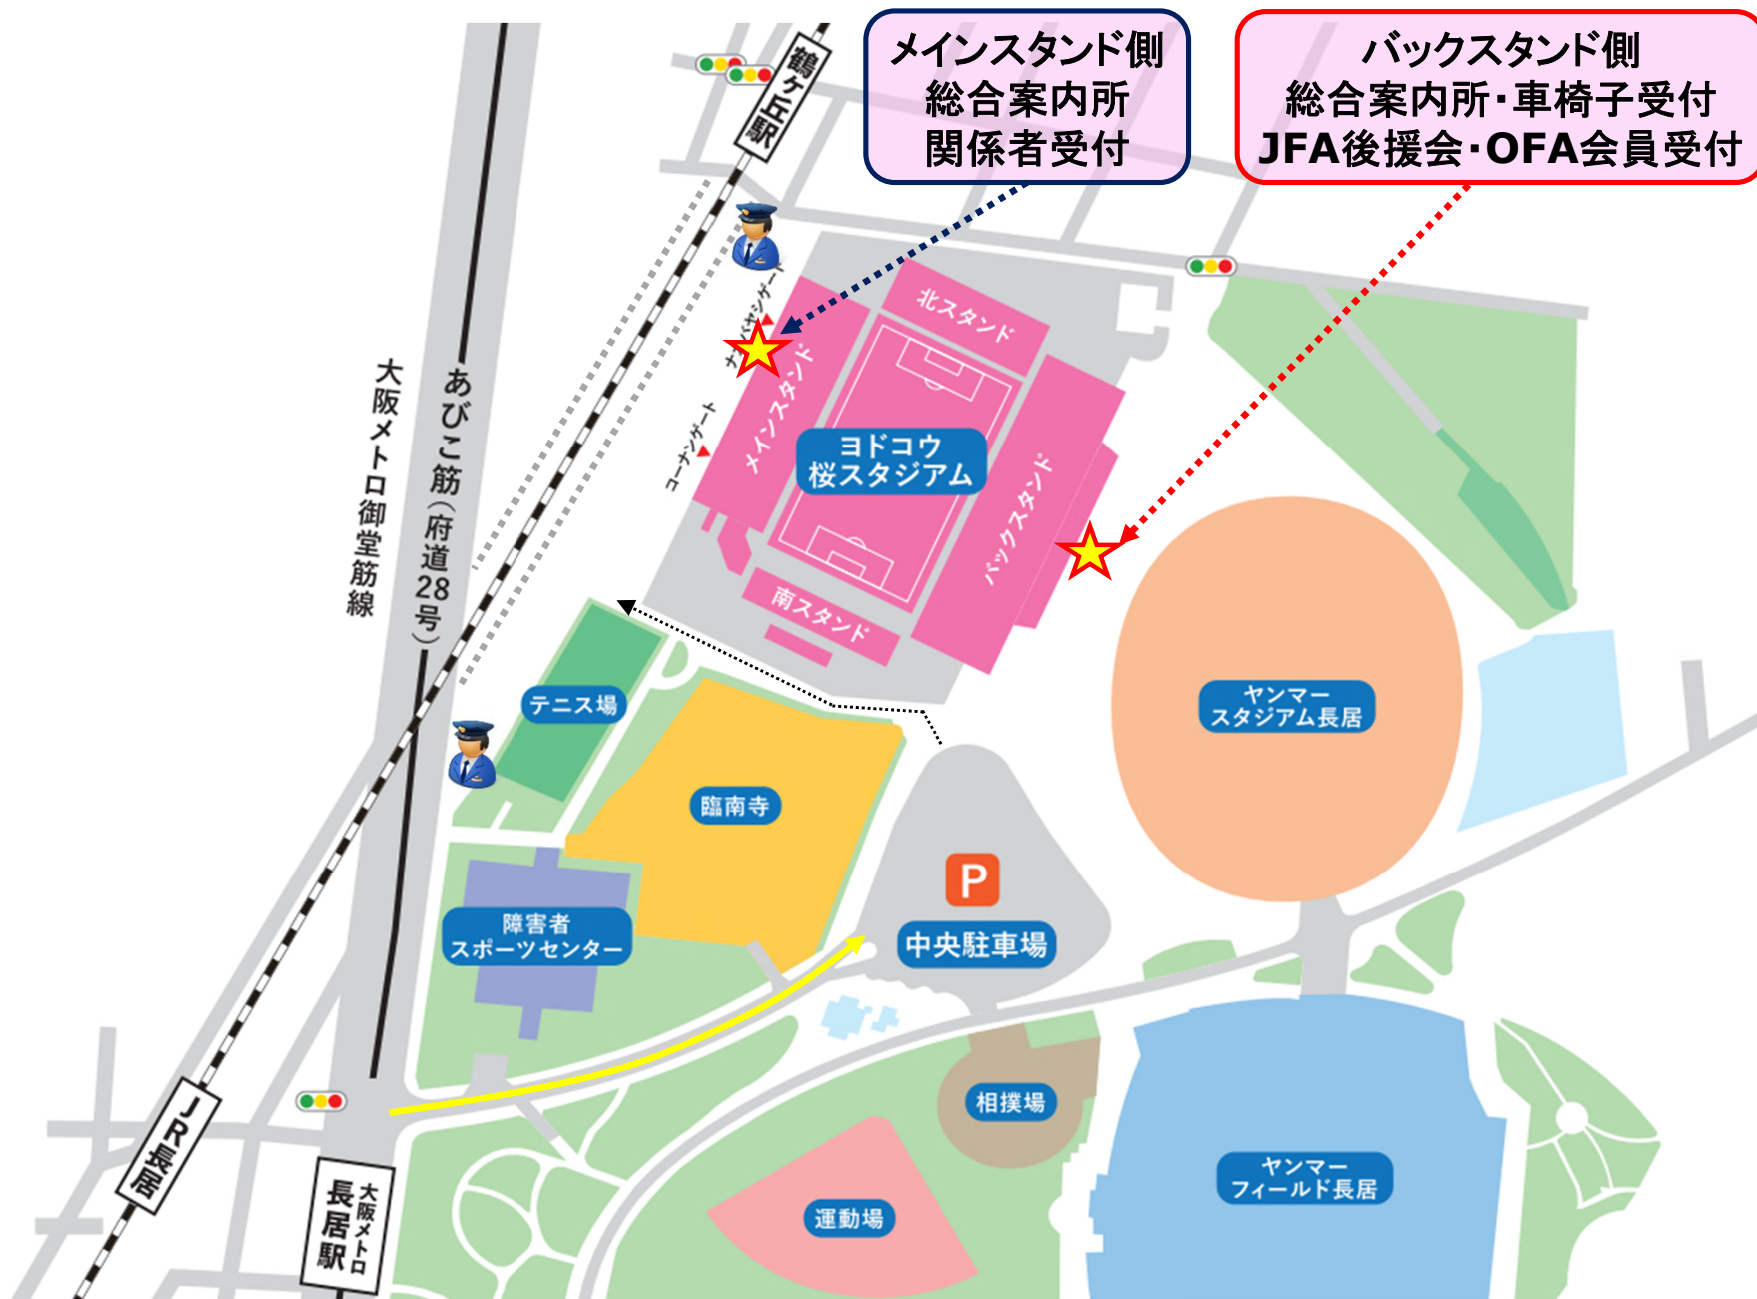 メインスタンド側
総合案内所
関係者受付
バックスタンド側
総合案内所・車椅子受付
JFA後援会・OFA会員受付
鶴ヶ丘駅
北スタンド
メインスタンド
コーナンゲート
ヨドコウ
桜スタジアム
バックスタンド
南スタンド
大阪メトロ御堂筋線
あびこ筋(府道28号)
テニス場
ヤンマー
スタジアム長居
臨南寺
P
中央駐車場
障害者
スポーツセンター
相撲場
ヤンマー
フィールド長居
運動場
JR長居
大阪メトロ
長居駅